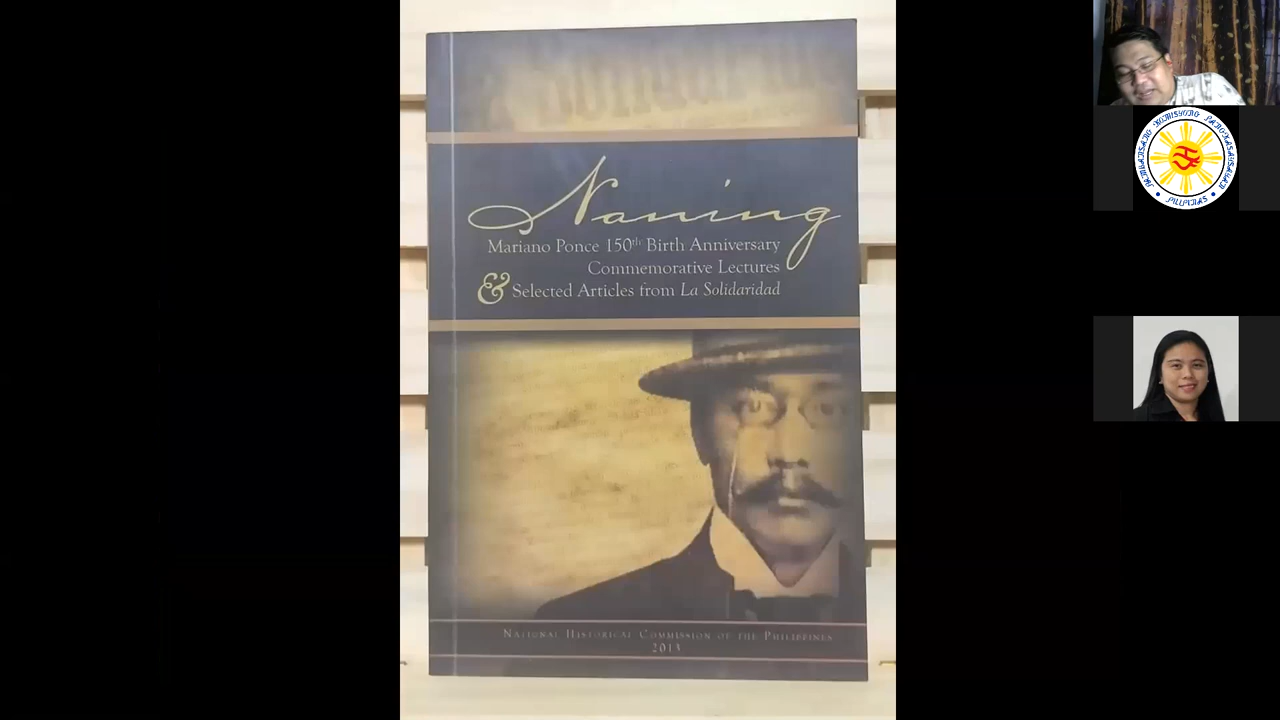 Naning
Mariano Ponce 150th Birth Anniversary
Commemorative Lectures
& Selected Articles from La Solidaridad
NATIONAL HISTORICAL COMMISSION OF THE PHILIPPINES
2013
PILIPINAS